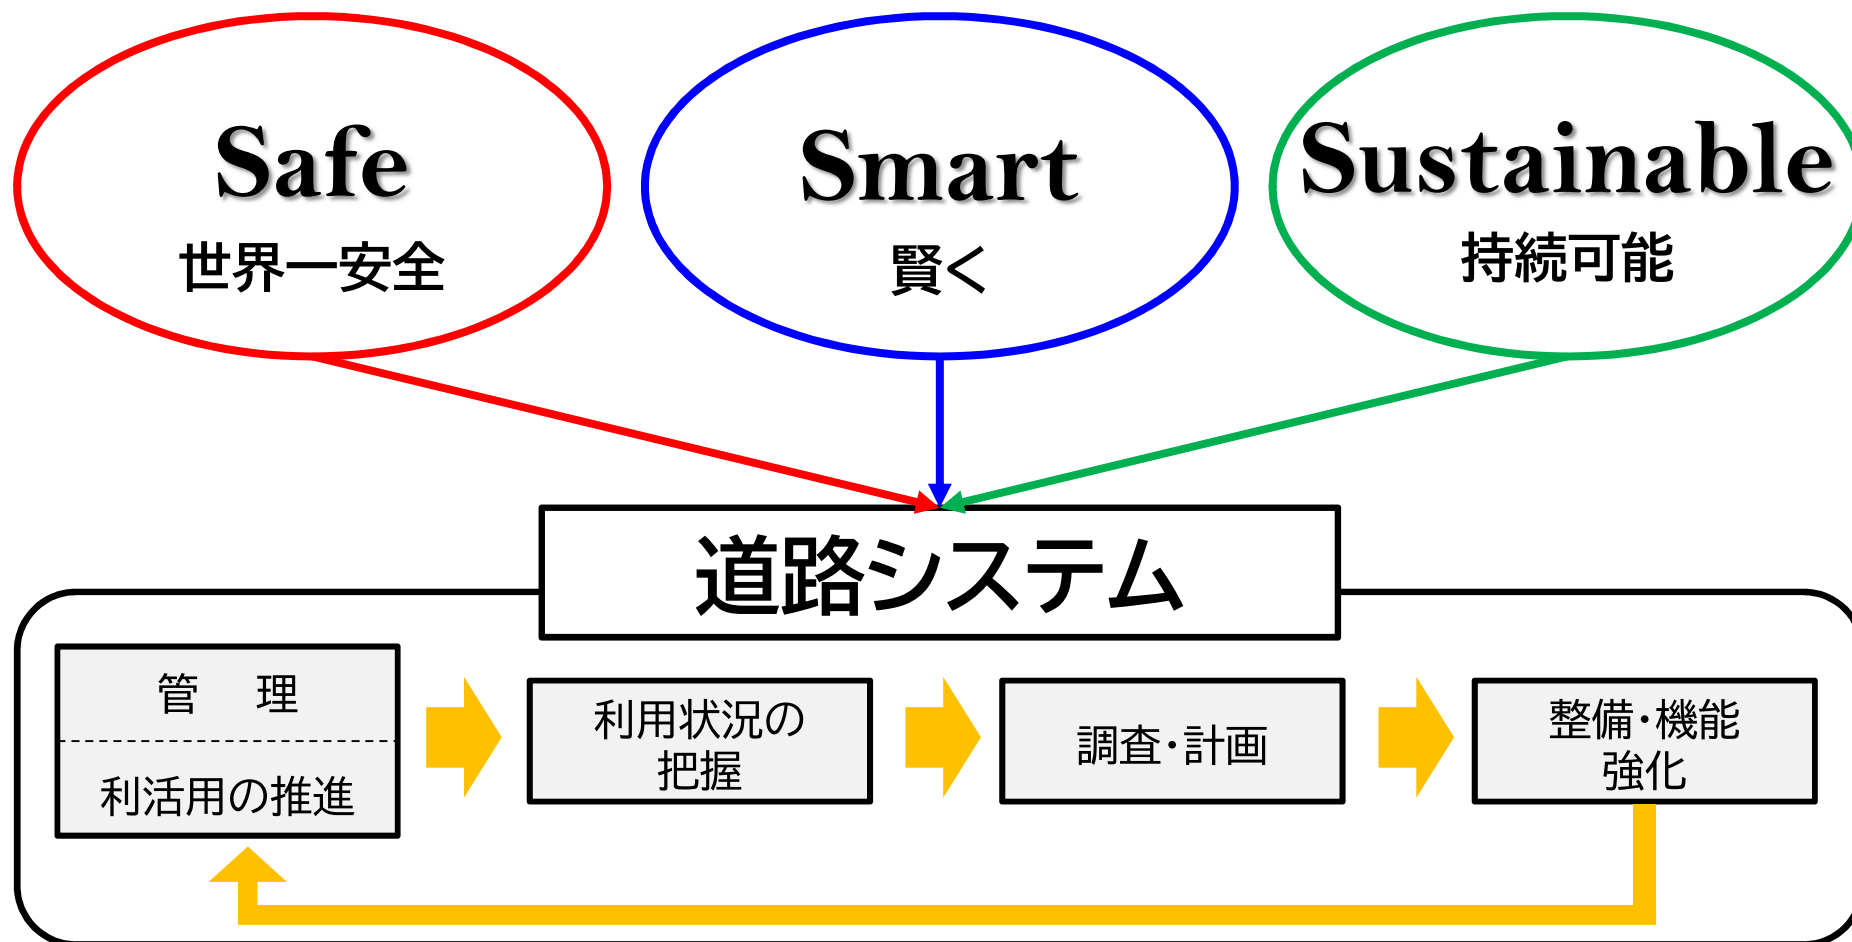 Safe
世界一安全
Smart
賢く
Sustainable
持続可能
道路システム
管 理
利活用の推進
利用状況の
把握
調査・計画
整備・機能
強化